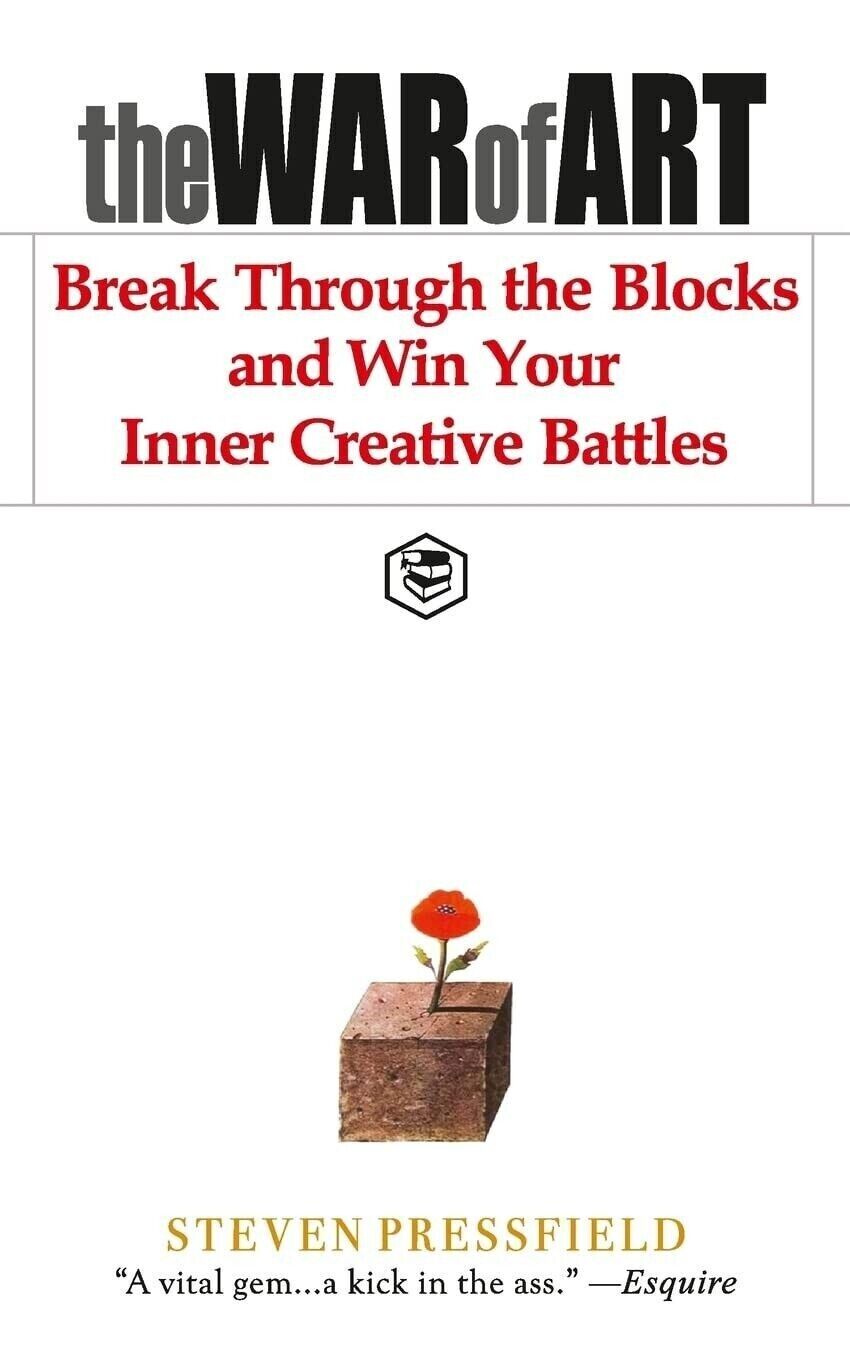 theWARofART
Break Through the Blocks
and Win Your
Inner Creative Battles
STEVEN PRESSFIELD
“A vital gem...a kick in the ass.” —Esquire